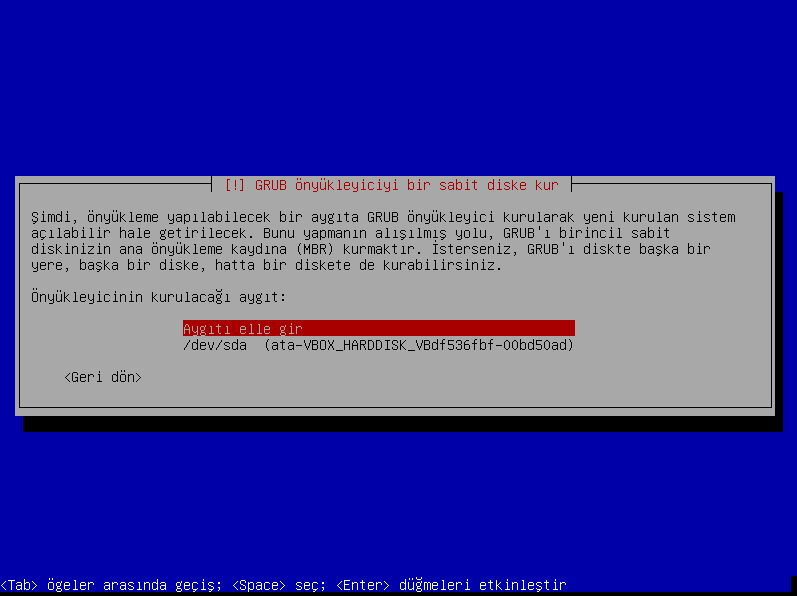 [!] GRUB önyükleyiciyi bir sabit diske kur
Şimdi, önyükleme yapılabilecek bir aygıta GRUB önyükleyici kurularak yeni kurulan sistem
açılabilir hale getirilecek. Bunu yapmanın alışılmış yolu, GRUB'ı birincil sabit
diskinizin ana önyükleme kaydına (MBR) kurmaktır. İsterseniz, GRUB'ı diskte başka bir
yere, başka bir diske, hatta bir diskete de kurabilirsiniz.
Önyükleyicinin kurulacağı aygıt:
Aygıtı elle gir
/dev/sda  (ata-VBOX_HARDDISK_VBdf536fbf-00bd50ad)
<Geri dön>
<Tab> ögeler arasında geçiş; <Space> seç; <Enter> düğmeleri etkinleştir